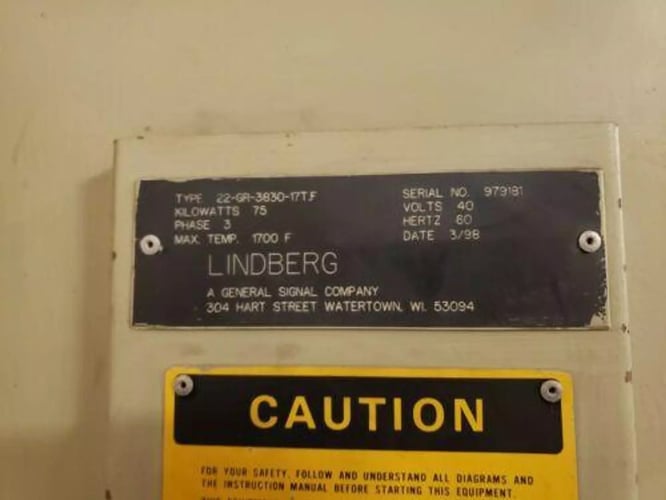 TYPE 22-GR-3830-17T.F
SERIAL NO. 979181
KILOWATTS 75
VOLTS 40
PHASE 3
HERTZ 60
MAX. TEMP. 1700 F
DATE 3/98
LINDBERG
A GENERAL SIGNAL COMPANY
304 HART STREET WATERTOWN, WI. 53094
CAUTION
FOR YOUR SAFETY, FOLLOW AND UNDERSTAND ALL DIAGRAMS AND
THE INSTRUCTION MANUAL BEFORE STARTING THIS EQUIPMENT.